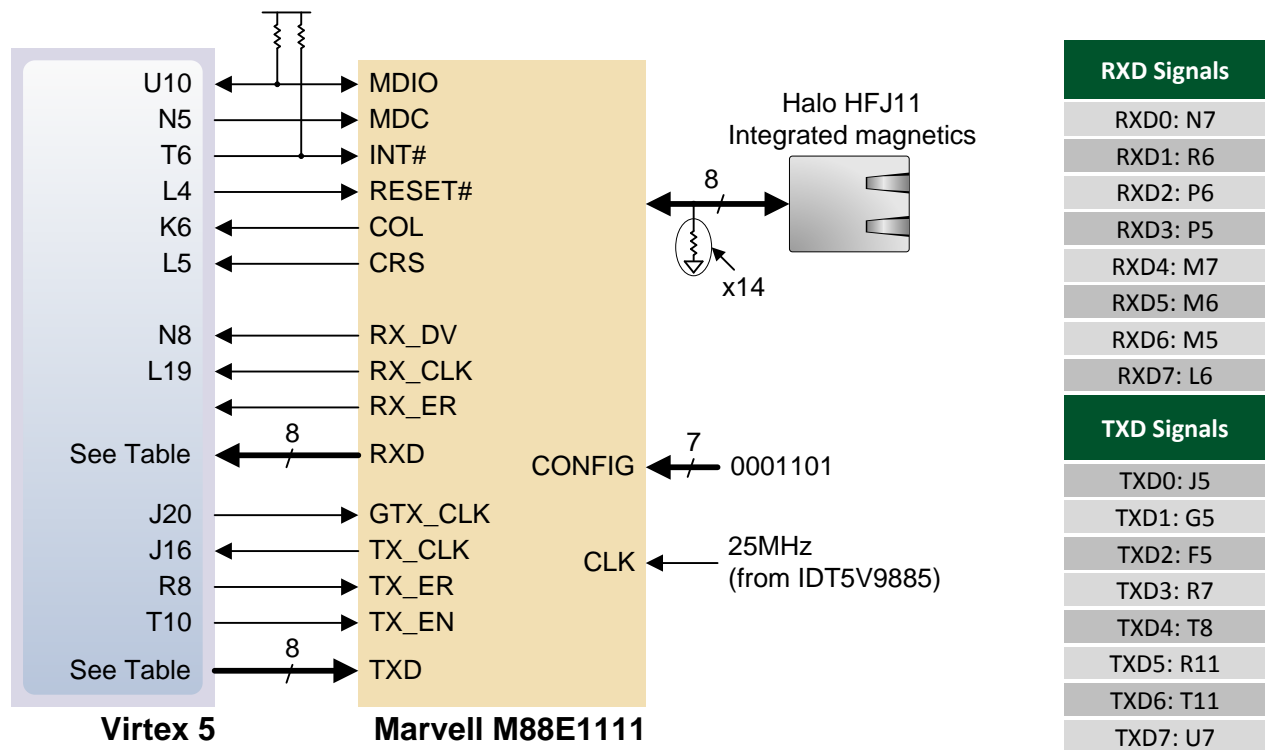 U10 MDIO
N5 MDC
T6 INT#
L4 RESET#
K6 COL
L5 CRS
N8 RX_DV
L19 RX_CLK
RX_ER
See Table 8 RXD
J20 GTX_CLK
J16 TX_CLK
R8 TX_ER
T10 TX_EN
See Table 8 TXD
Virtex 5 Marvell M88E1111
Halo HFJ11
Integrated magnetics
8
x14
CONFIG 7 0001101
CLK 25MHz
(from IDT5V9885)
RXD Signals
RXD0: N7
RXD1: R6
RXD2: P6
RXD3: P5
RXD4: M7
RXD5: M6
RXD6: M5
RXD7: L6
TXD Signals
TXD0: J5
TXD1: G5
TXD2: F5
TXD3: R7
TXD4: T8
TXD5: R11
TXD6: T11
TXD7: U7